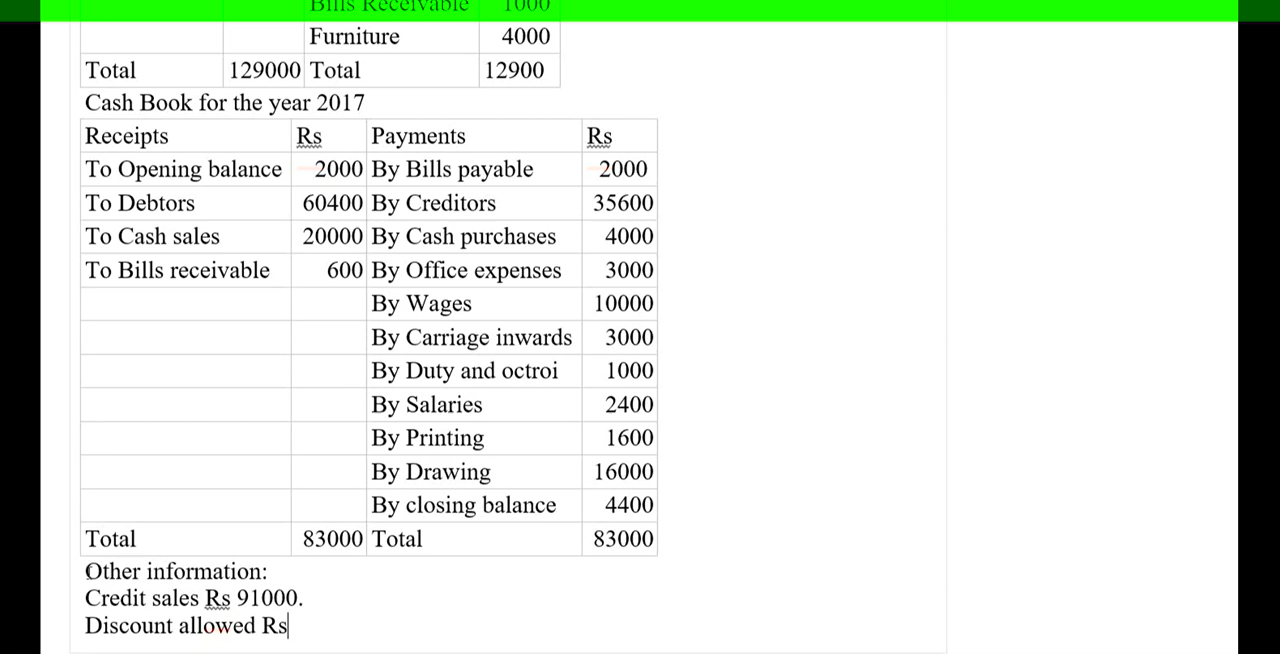 Bills Receivable 1000
Furniture 4000
Total 129000 Total 12900
Cash Book for the year 2017
Receipts Rs Payments Rs
To Opening balance 2000 By Bills payable 2000
To Debtors 60400 By Creditors 35600
To Cash sales 20000 By Cash purchases 4000
To Bills receivable 600 By Office expenses 3000
By Wages 10000
By Carriage inwards 3000
By Duty and octroi 1000
By Salaries 2400
By Printing 1600
By Drawing 16000
By closing balance 4400
Total 83000 Total 83000
Other information:
Credit sales Rs 91000.
Discount allowed Rs